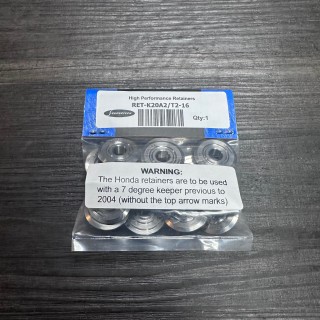 High Performance Retainers
RET-K20A2/T2-16
Qty:1
WARNING:
The Honda retainers are to be used
with a 7 degree keeper previous to
2004 (without the top arrow marks)